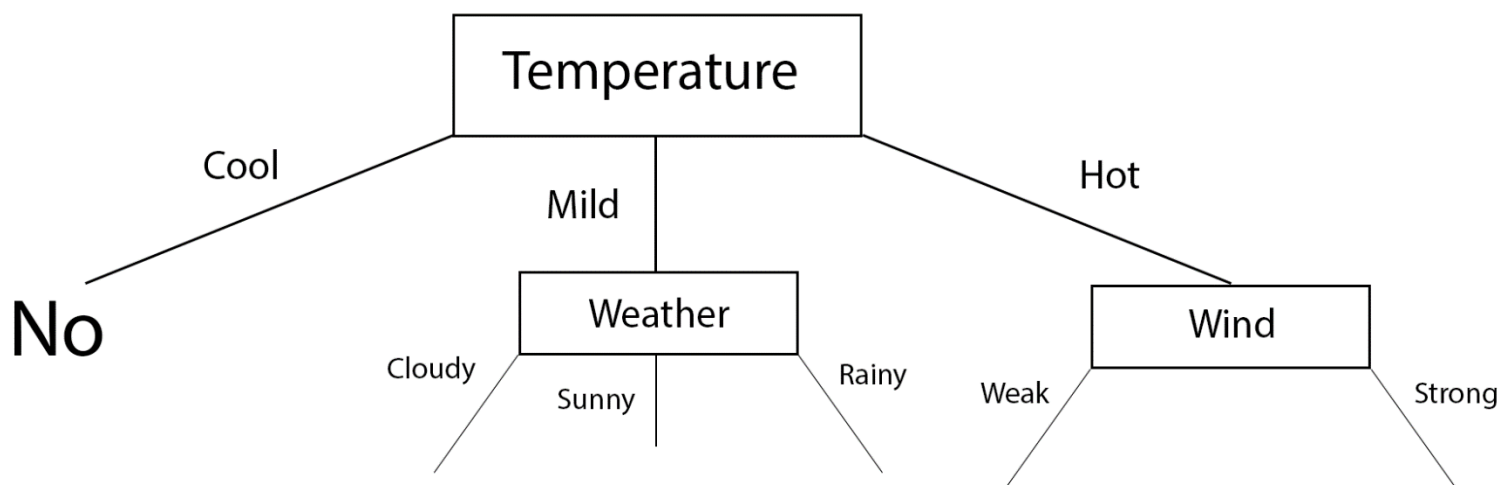 Temperature
Cool
Mild
Hot
No
Weather
Wind
Cloudy
Sunny
Rainy
Weak
Strong